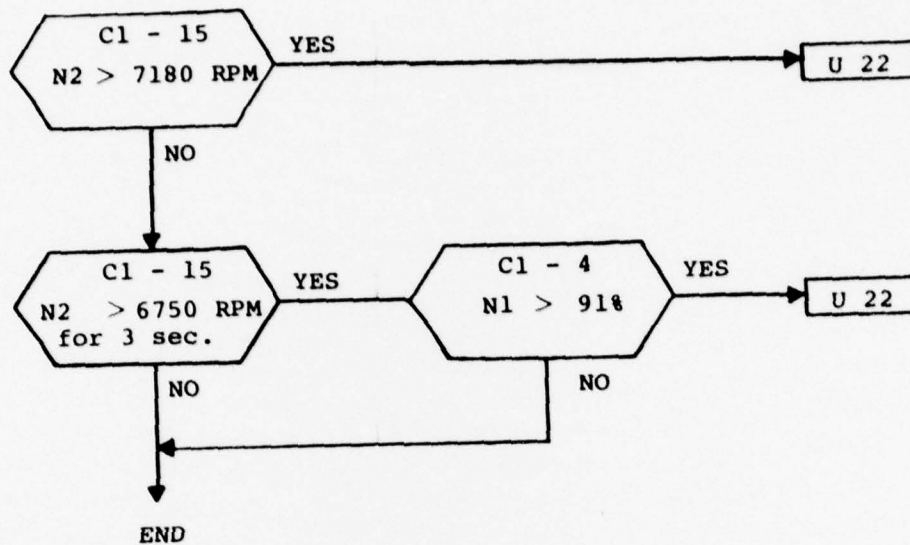 C1 - 15
N2 > 7180 RPM
YES
U 22
NO
C1 - 15
N2 > 6750 RPM
for 3 sec.
YES
C1 - 4
N1 > 91%
YES
U 22
NO
NO
END